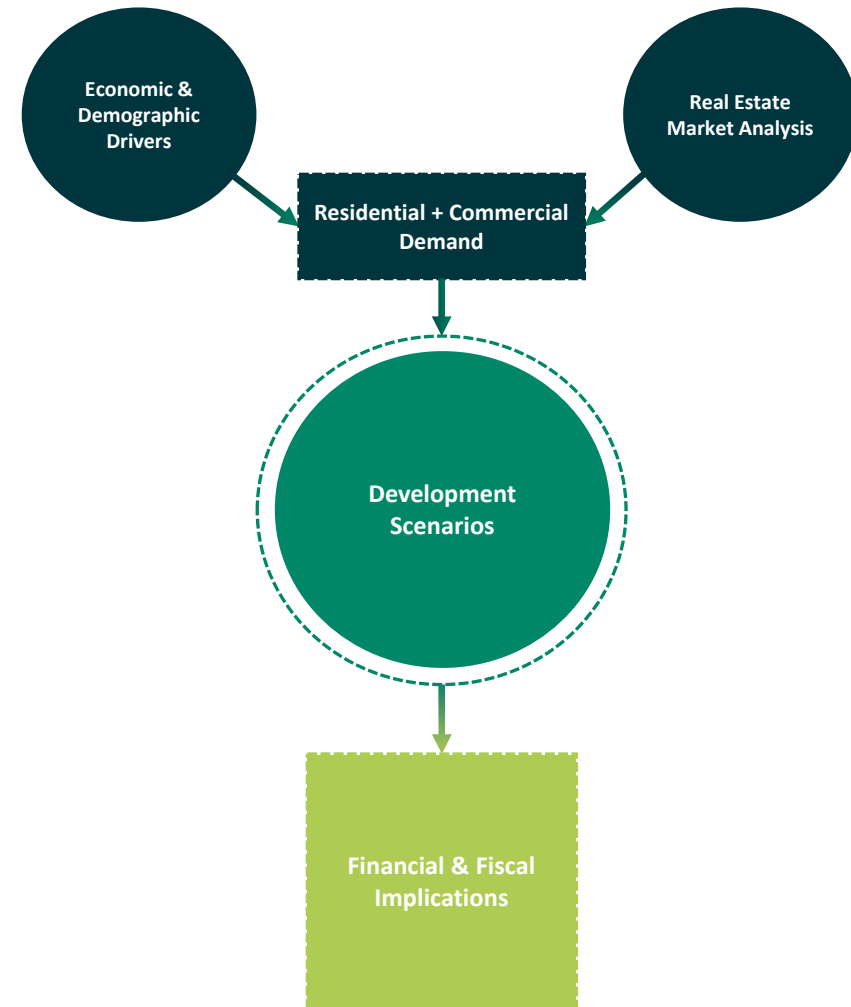 Economic &
Demographic
Drivers
Real Estate
Market Analysis
Residential + Commercial
Demand
Development
Scenarios
Financial & Fiscal
Implications